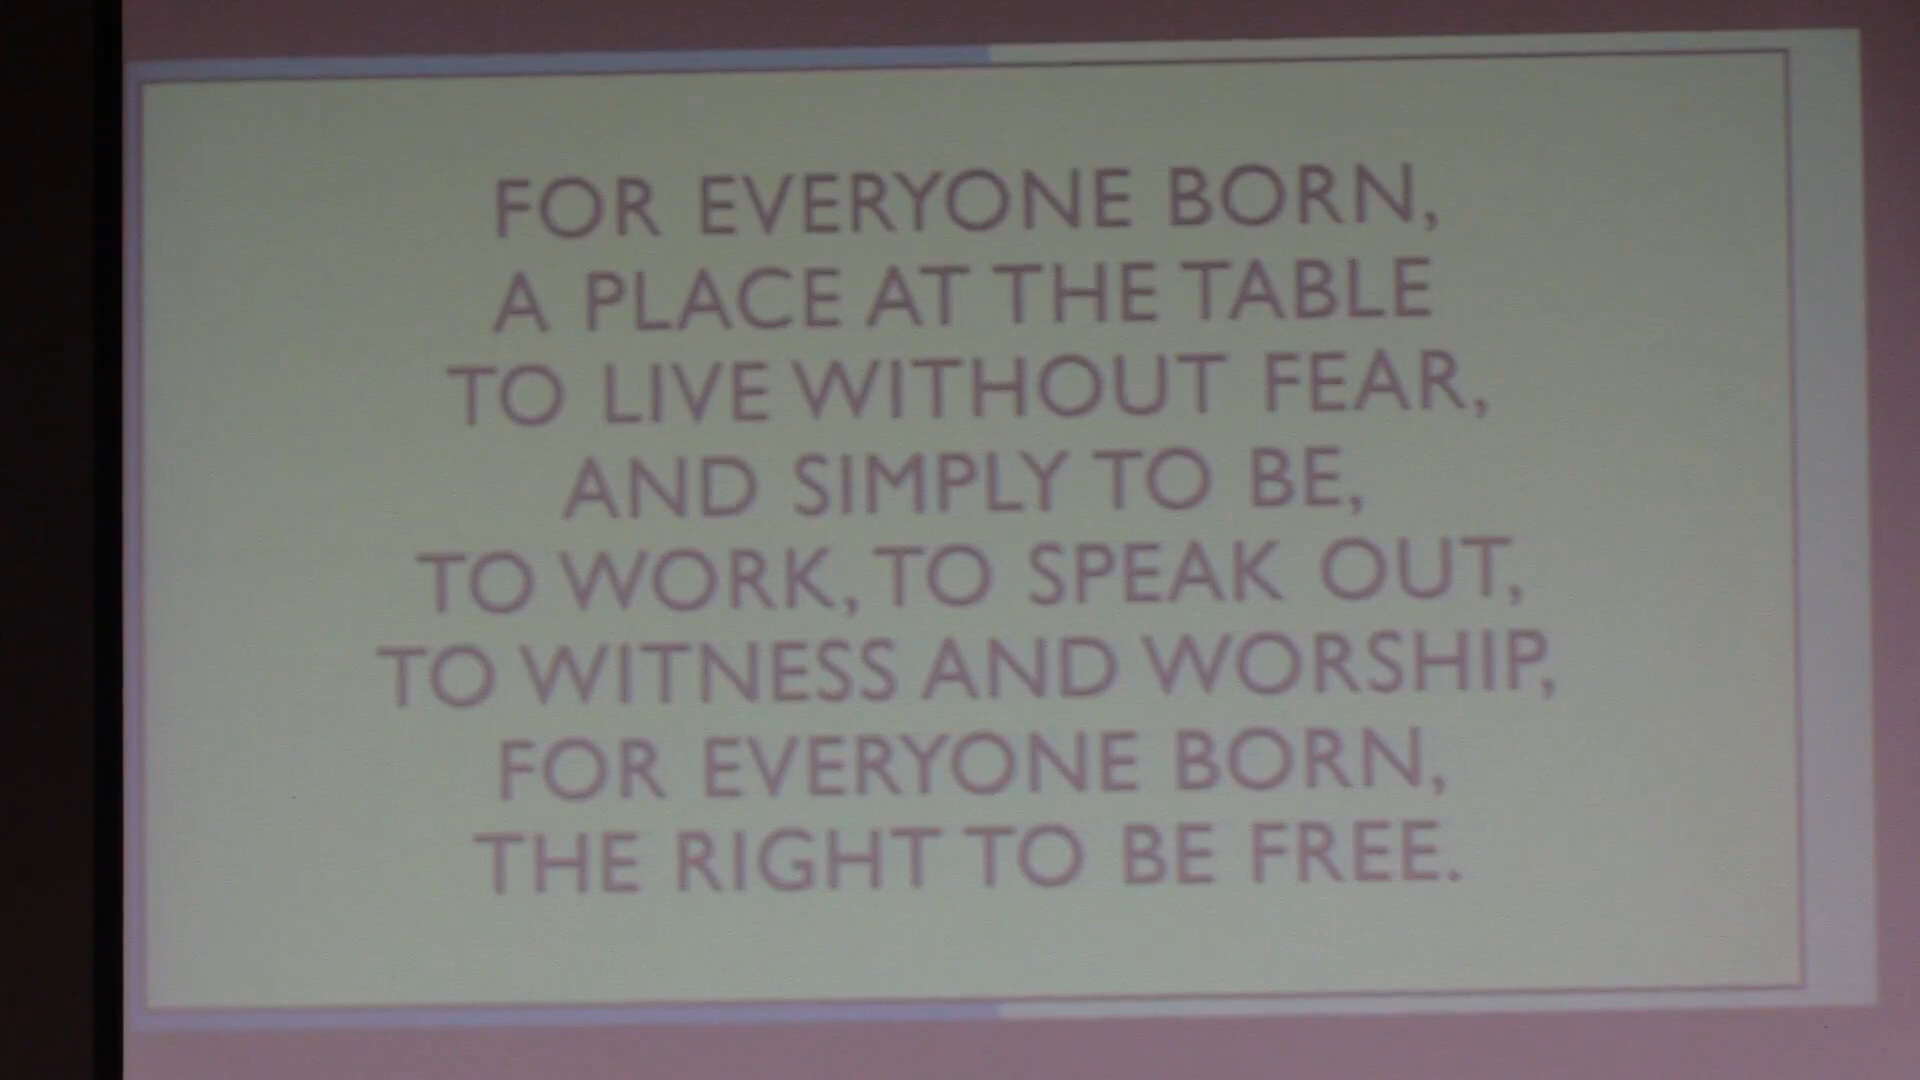 FOR EVERYONE BORN,
A PLACE AT THE TABLE
TO LIVE WITHOUT FEAR,
AND SIMPLY TO BE,
TO WORK, TO SPEAK OUT,
TO WITNESS AND WORSHIP,
FOR EVERYONE BORN,
THE RIGHT TO BE FREE.